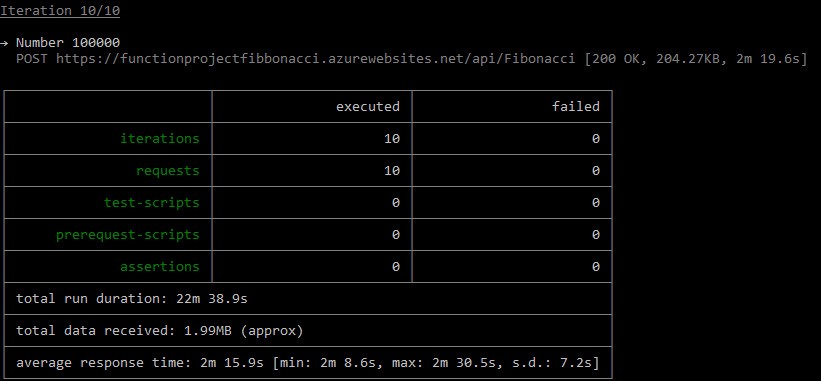 Iteration 10/10
→ Number 100000
POST https://functionprojectfibbonacci.azurewebsites.net/api/Fibonacci [200 OK, 204.27KB, 2m 19.6s]
executed failed
iterations 10 0
requests 10 0
test-scripts 0 0
prerequest-scripts 0 0
assertions 0 0
total run duration: 22m 38.9s
total data received: 1.99MB (approx)
average response time: 2m 15.9s [min: 2m 8.6s, max: 2m 30.5s, s.d.: 7.2s]